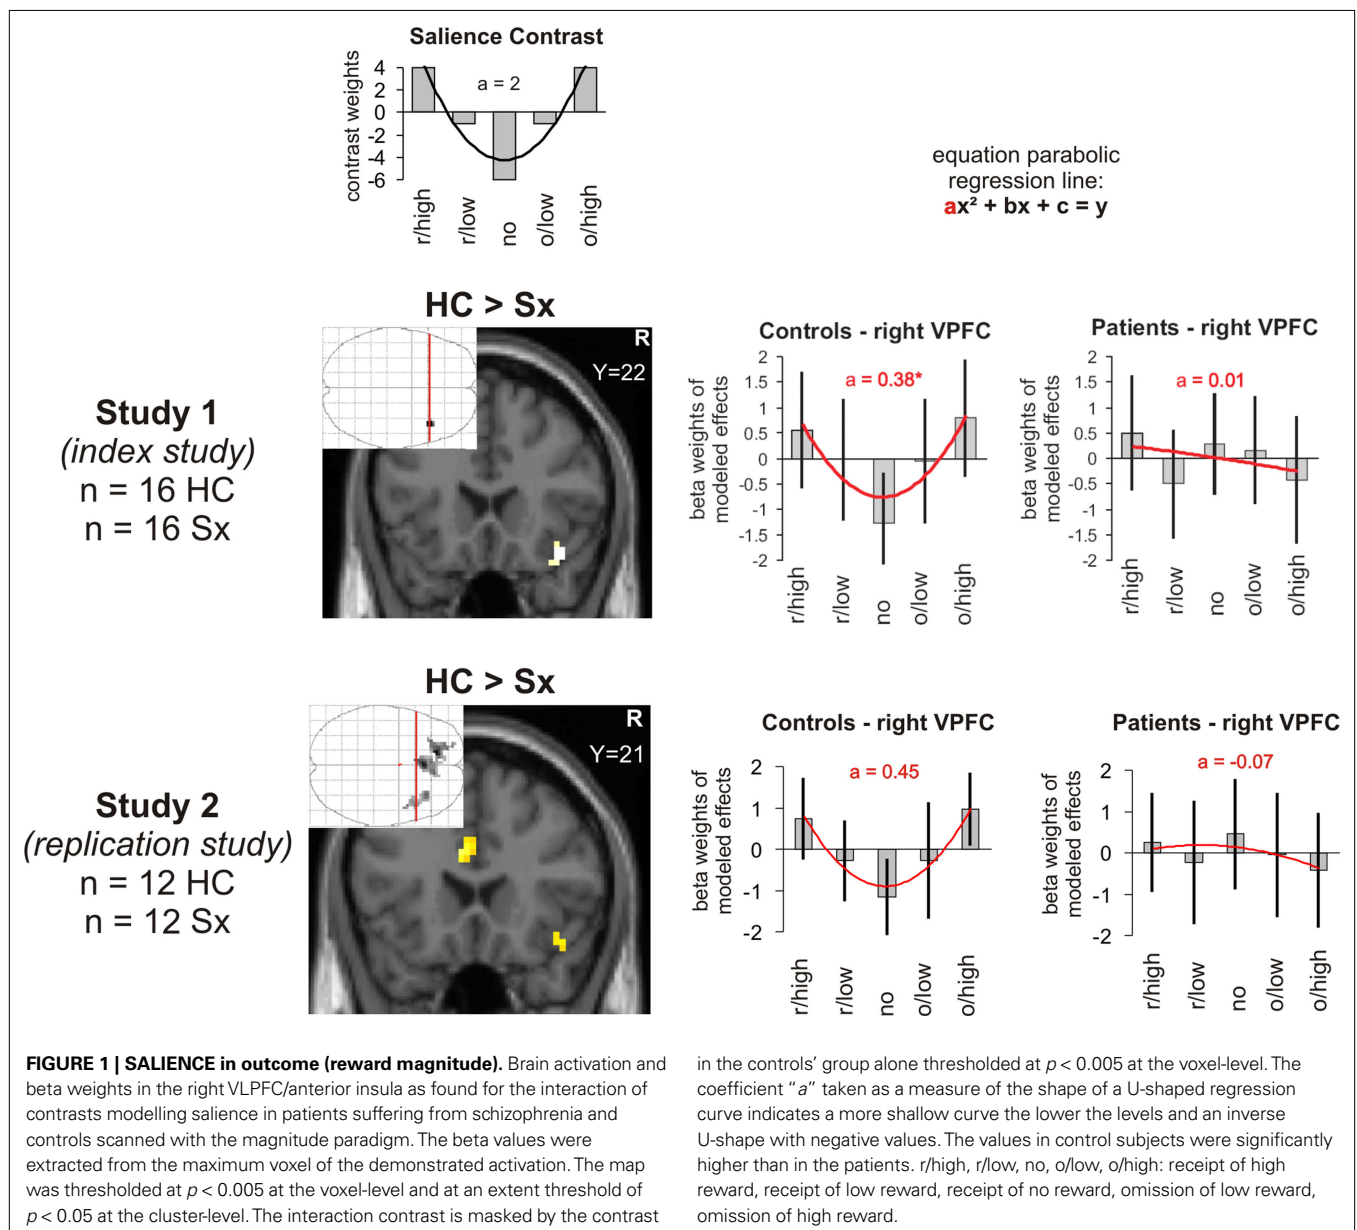 Salience Contrast
contrast weights
4
2
0
-2
-4
-6
a = 2
r/high
r/low
no
o/low
o/high
equation parabolic
regression line:
ax² + bx + c = y
HC > Sx
R
Y=22
Study 1
(index study)
n = 16 HC
n = 16 Sx
Controls - right VPFC
beta weights of
modeled effects
2
1.5
1
0.5
0
-0.5
-1
-1.5
-2
a = 0.38*
r/high
r/low
no
o/low
o/high
Patients - right VPFC
beta weights of
modeled effects
2
1.5
1
0.5
0
-0.5
-1
-1.5
-2
a = 0.01
r/high
r/low
no
o/low
o/high
HC > Sx
R
Y=21
Study 2
(replication study)
n = 12 HC
n = 12 Sx
Controls - right VPFC
beta weights of
modeled effects
2
1
0
-1
-2
a = 0.45
r/high
r/low
no
o/low
o/high
Patients - right VPFC
beta weights of
modeled effects
2
1
0
-1
-2
a = -0.07
r/high
r/low
no
o/low
o/high
FIGURE 1 | SALIENCE in outcome (reward magnitude). Brain activation and
beta weights in the right VLPFC/anterior insula as found for the interaction of
contrasts modelling salience in patients suffering from schizophrenia and
controls scanned with the magnitude paradigm. The beta values were
extracted from the maximum voxel of the demonstrated activation. The map
was thresholded at p < 0.005 at the voxel-level and at an extent threshold of
p < 0.05 at the cluster-level. The interaction contrast is masked by the contrast
in the controls' group alone thresholded at p < 0.005 at the voxel-level. The
coefficient "a" taken as a measure of the shape of a U-shaped regression
curve indicates a more shallow curve the lower the levels and an inverse
U-shape with negative values. The values in control subjects were significantly
higher than in the patients. r/high, r/low, no, o/low, o/high: receipt of high
reward, receipt of low reward, receipt of no reward, omission of low reward,
omission of high reward.